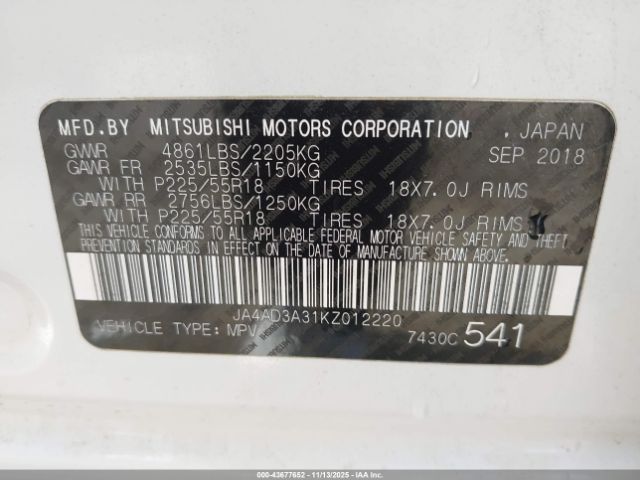 MFD.BY MITSUBISHI MOTORS CORPORATION . JAPAN
GVWR 4861LBS/2205KG SEP 2018
GAWR FR 2535LBS/1150KG
WITH P225/55R18 TIRES 18X7.0J RIMS
GAWR RR 2756LBS/1250KG
WITH P225/55R18 TIRES 18X7.0J RIMS
THIS VEHICLE CONFORMS TO ALL APPLICABLE FEDERAL MOTOR VEHICLE SAFETY AND THEFT
PREVENTION STANDARDS IN EFFECT ON THE DATE OF MANUFACTURE SHOWN ABOVE.
JA4AD3A31KZ012220
VEHICLE TYPE: MPV 7430C 541
000-43677652 - 11/13/2025 - IAAI.COM